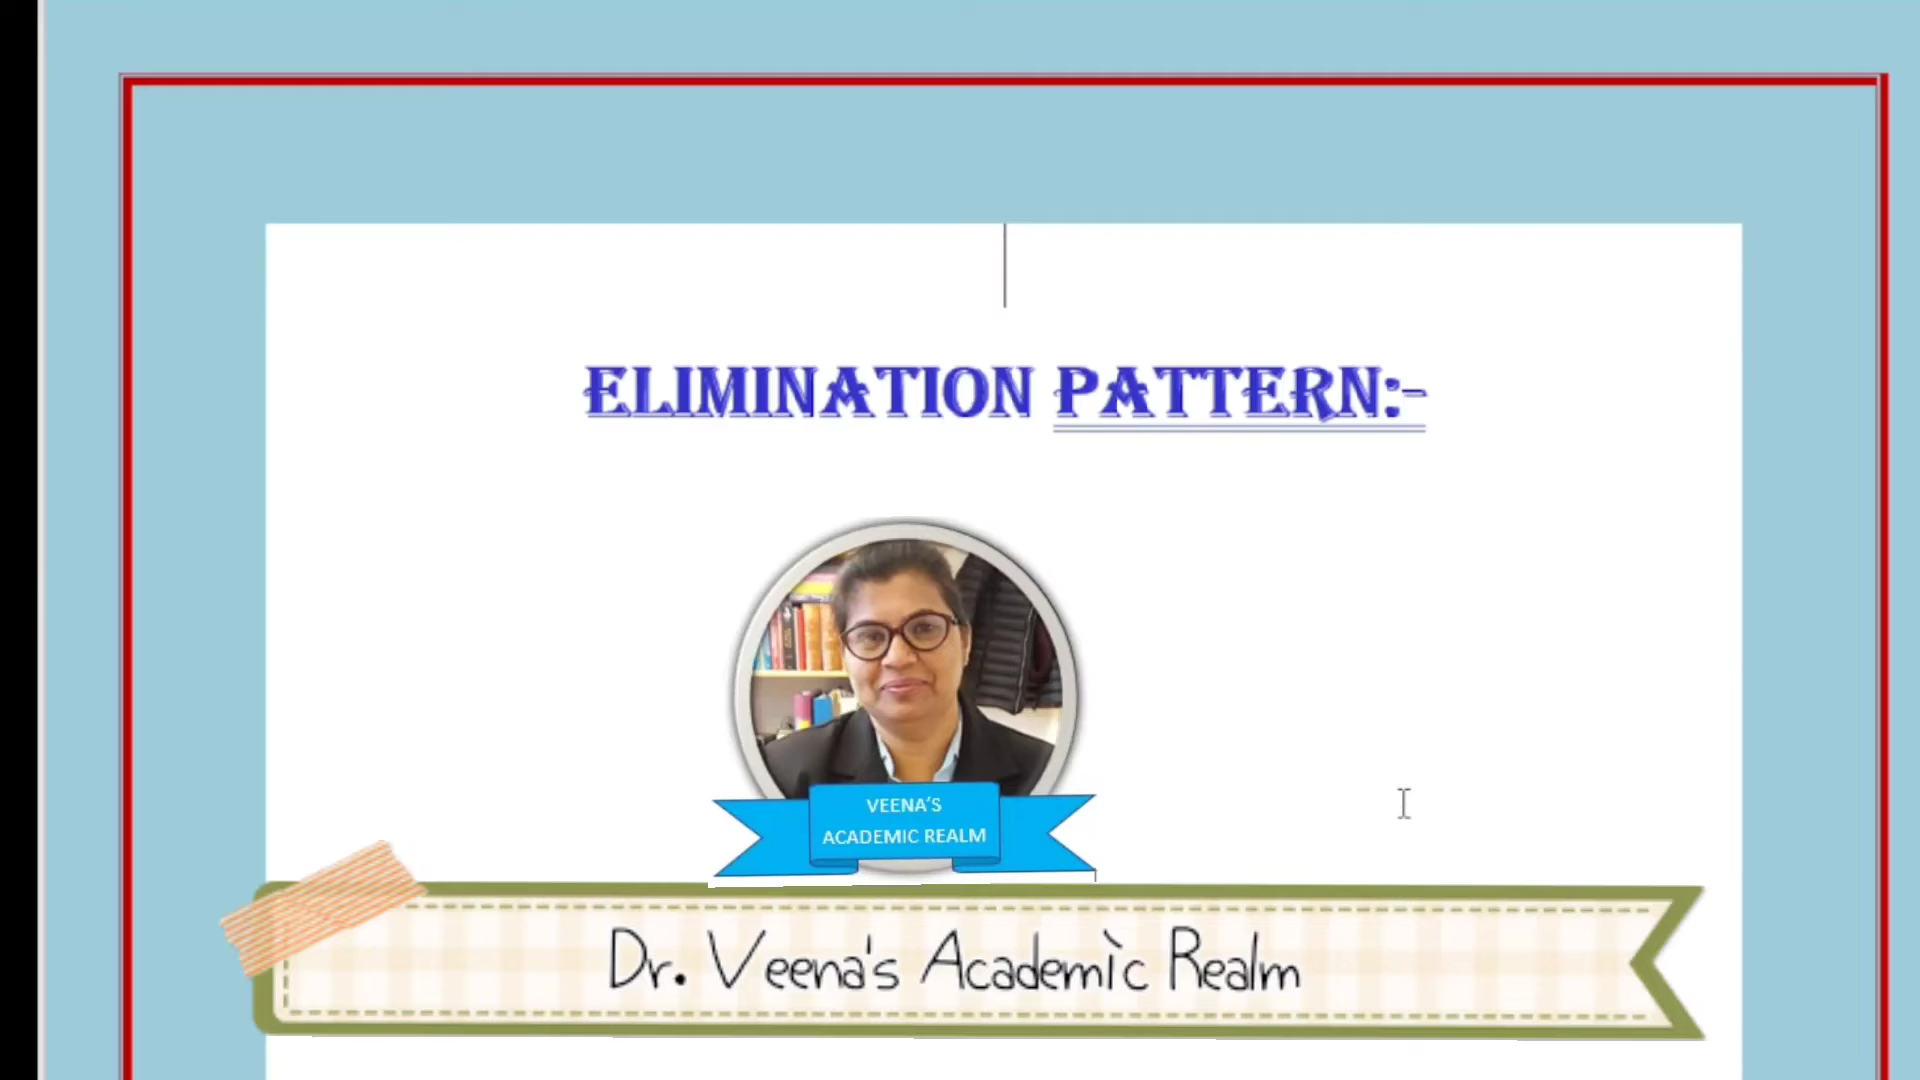 ELIMINATION PATTERN:-
VEENA'S
ACADEMIC REALM
Dr. Veena's Academic Realm